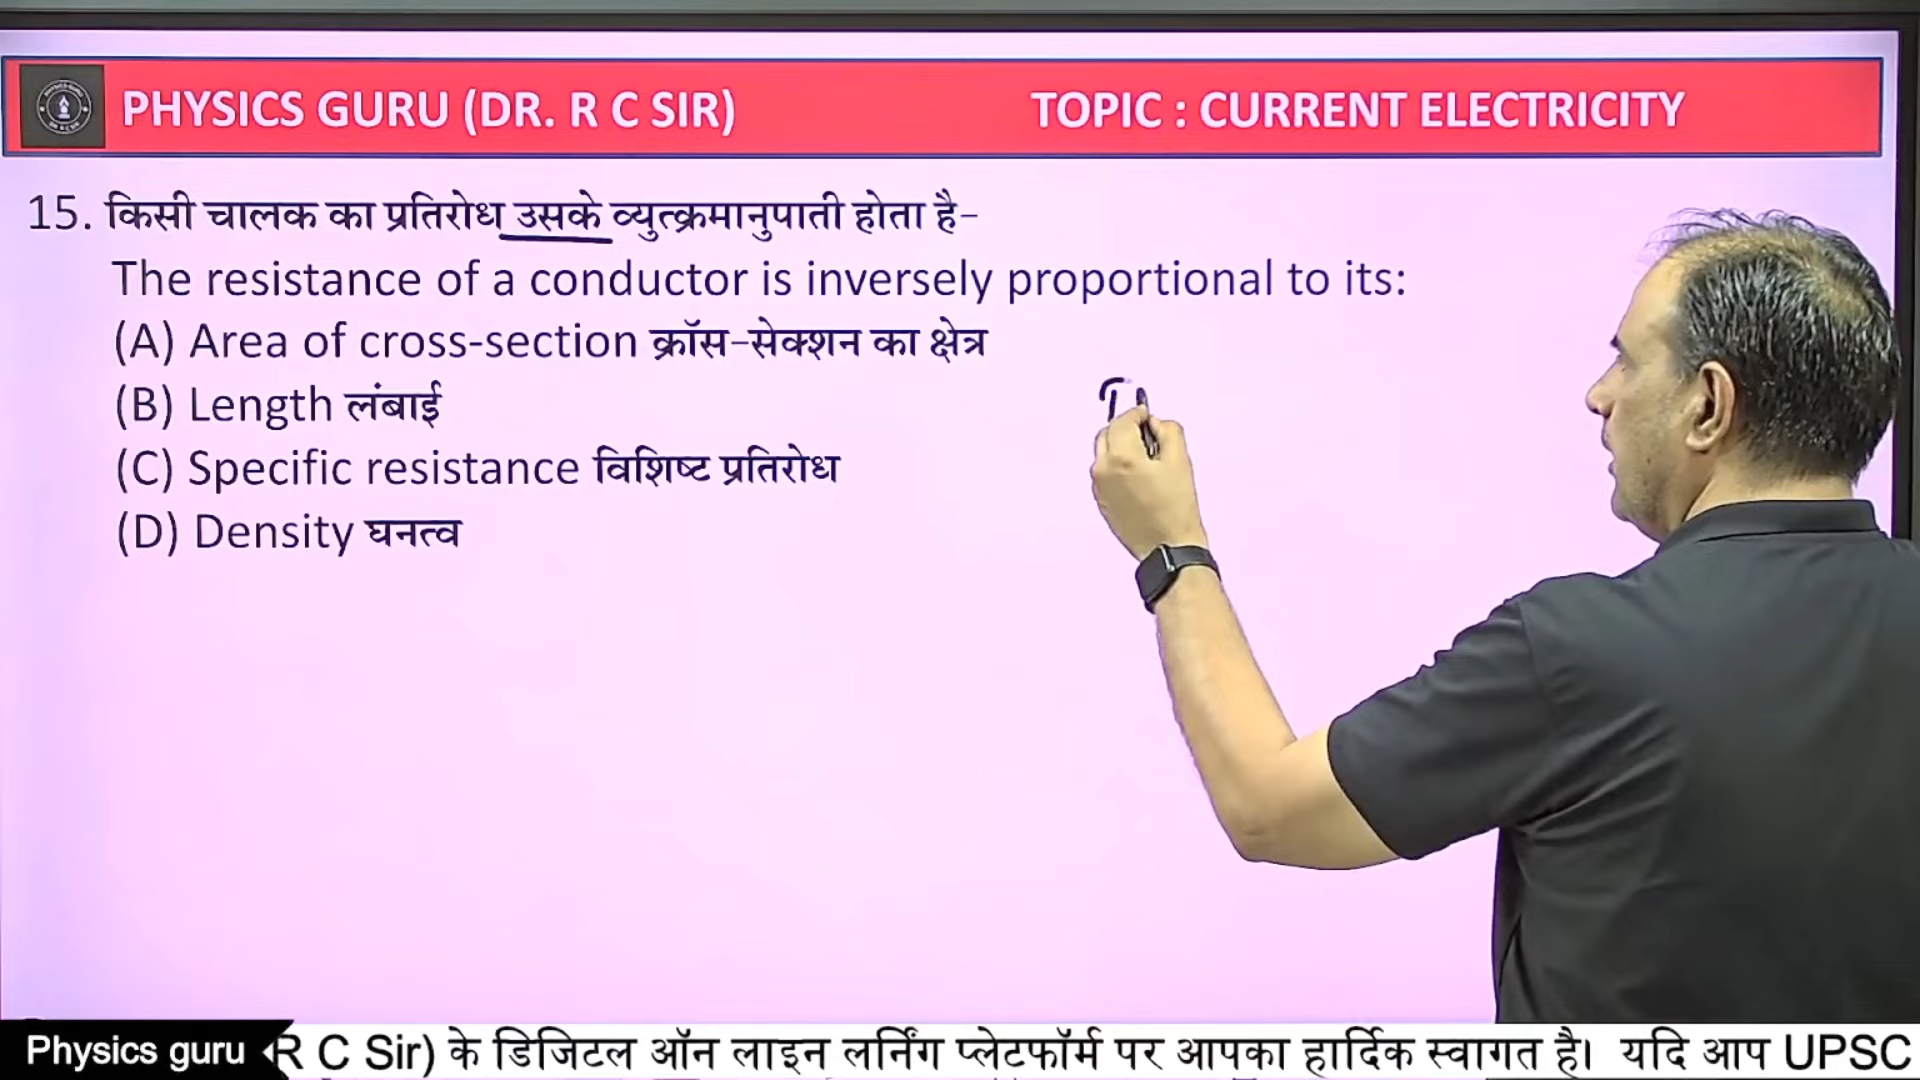 PHYSICS GURU (DR. R C SIR) TOPIC : CURRENT ELECTRICITY
15. किसी चालक का प्रतिरोध उसके व्युत्क्रमानुपाती होता है-
The resistance of a conductor is inversely proportional to its:
(A) Area of cross-section क्रॉस-सेक्शन का क्षेत्र
(B) Length लंबाई
(C) Specific resistance विशिष्ट प्रतिरोध
(D) Density घनत्व
Physics guru R C Sir) के डिजिटल ऑन लाइन लर्निंग प्लेटफॉर्म पर आपका हार्दिक स्वागत है। यदि आप UPSC